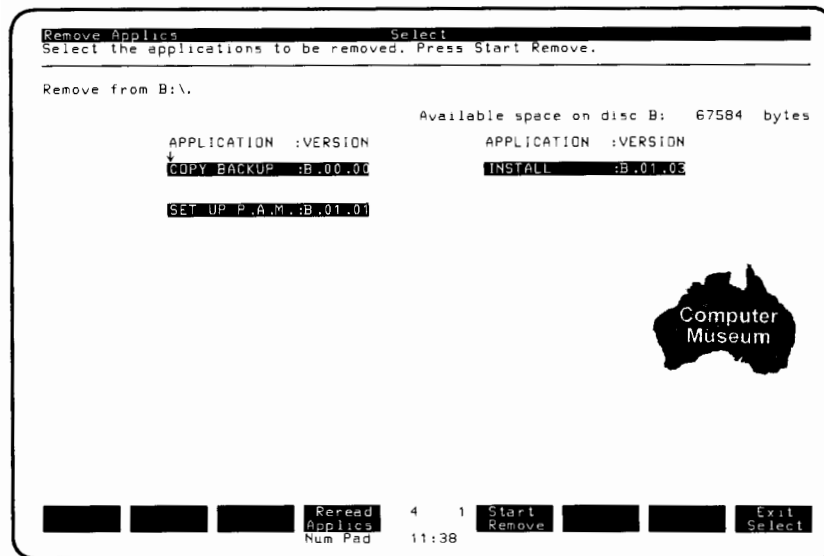 Remove Applics Select
Select the applications to be removed. Press Start Remove.
Remove from B:\.
Available space on disc B: 67584 bytes
APPLICATION :VERSION APPLICATION :VERSION
COPY BACKUP :B.00.00 INSTALL :B.01.03
SET UP P.A.M.:B.01.01
Computer
Museum
Reread 4 1 Start Exit
Applics Remove Select
Num Pad 11:38